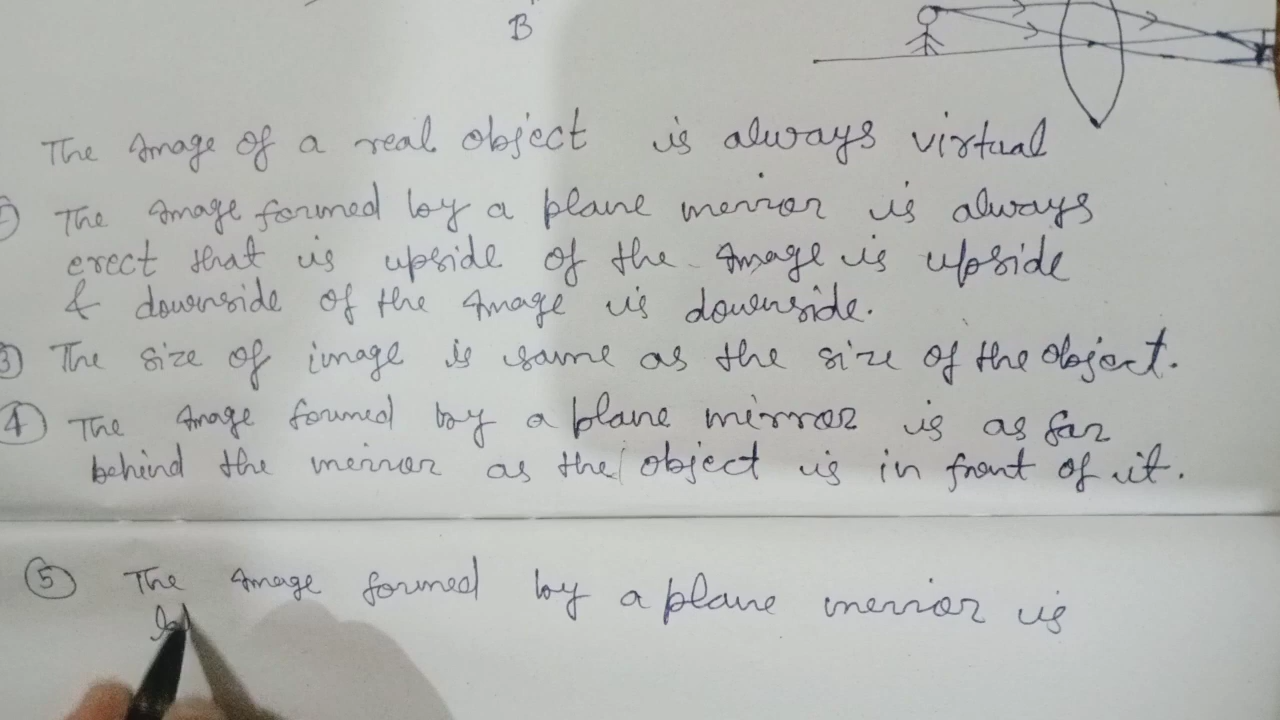 B
The Image of a real object is always virtual
The Image formed by a plane mirror is always
erect that is upside of the Image is upside
& downside of the Image is downside.
③ The size of image is same as the size of the object.
④ The Image formed by a plane mirror is as far
behind the mirror as the object is in front of it.
⑤ The Image formed by a plane mirror is